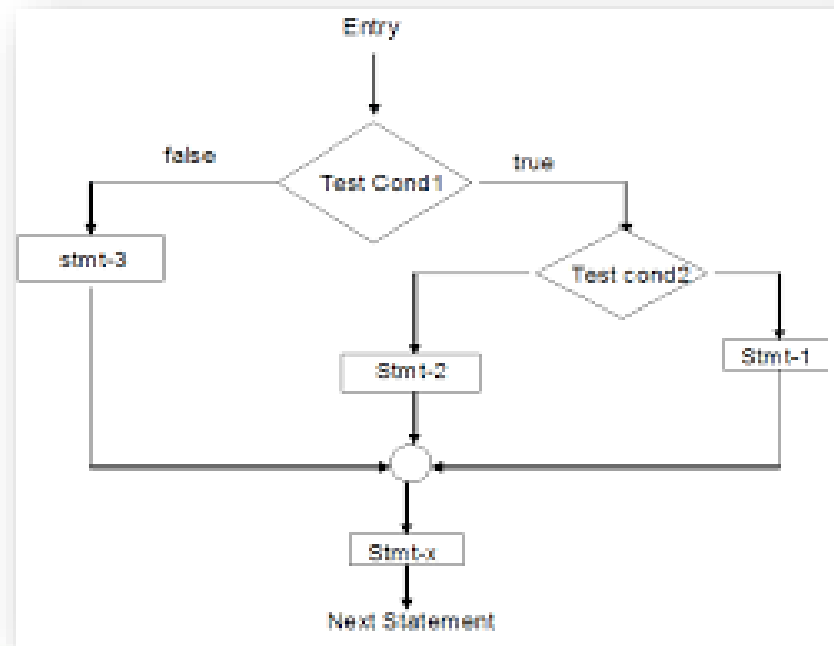 Entry
false
true
Test Cond1
stmt-3
Test cond2
Stmt-1
Stmt-2
Stmt-x
Next Statement